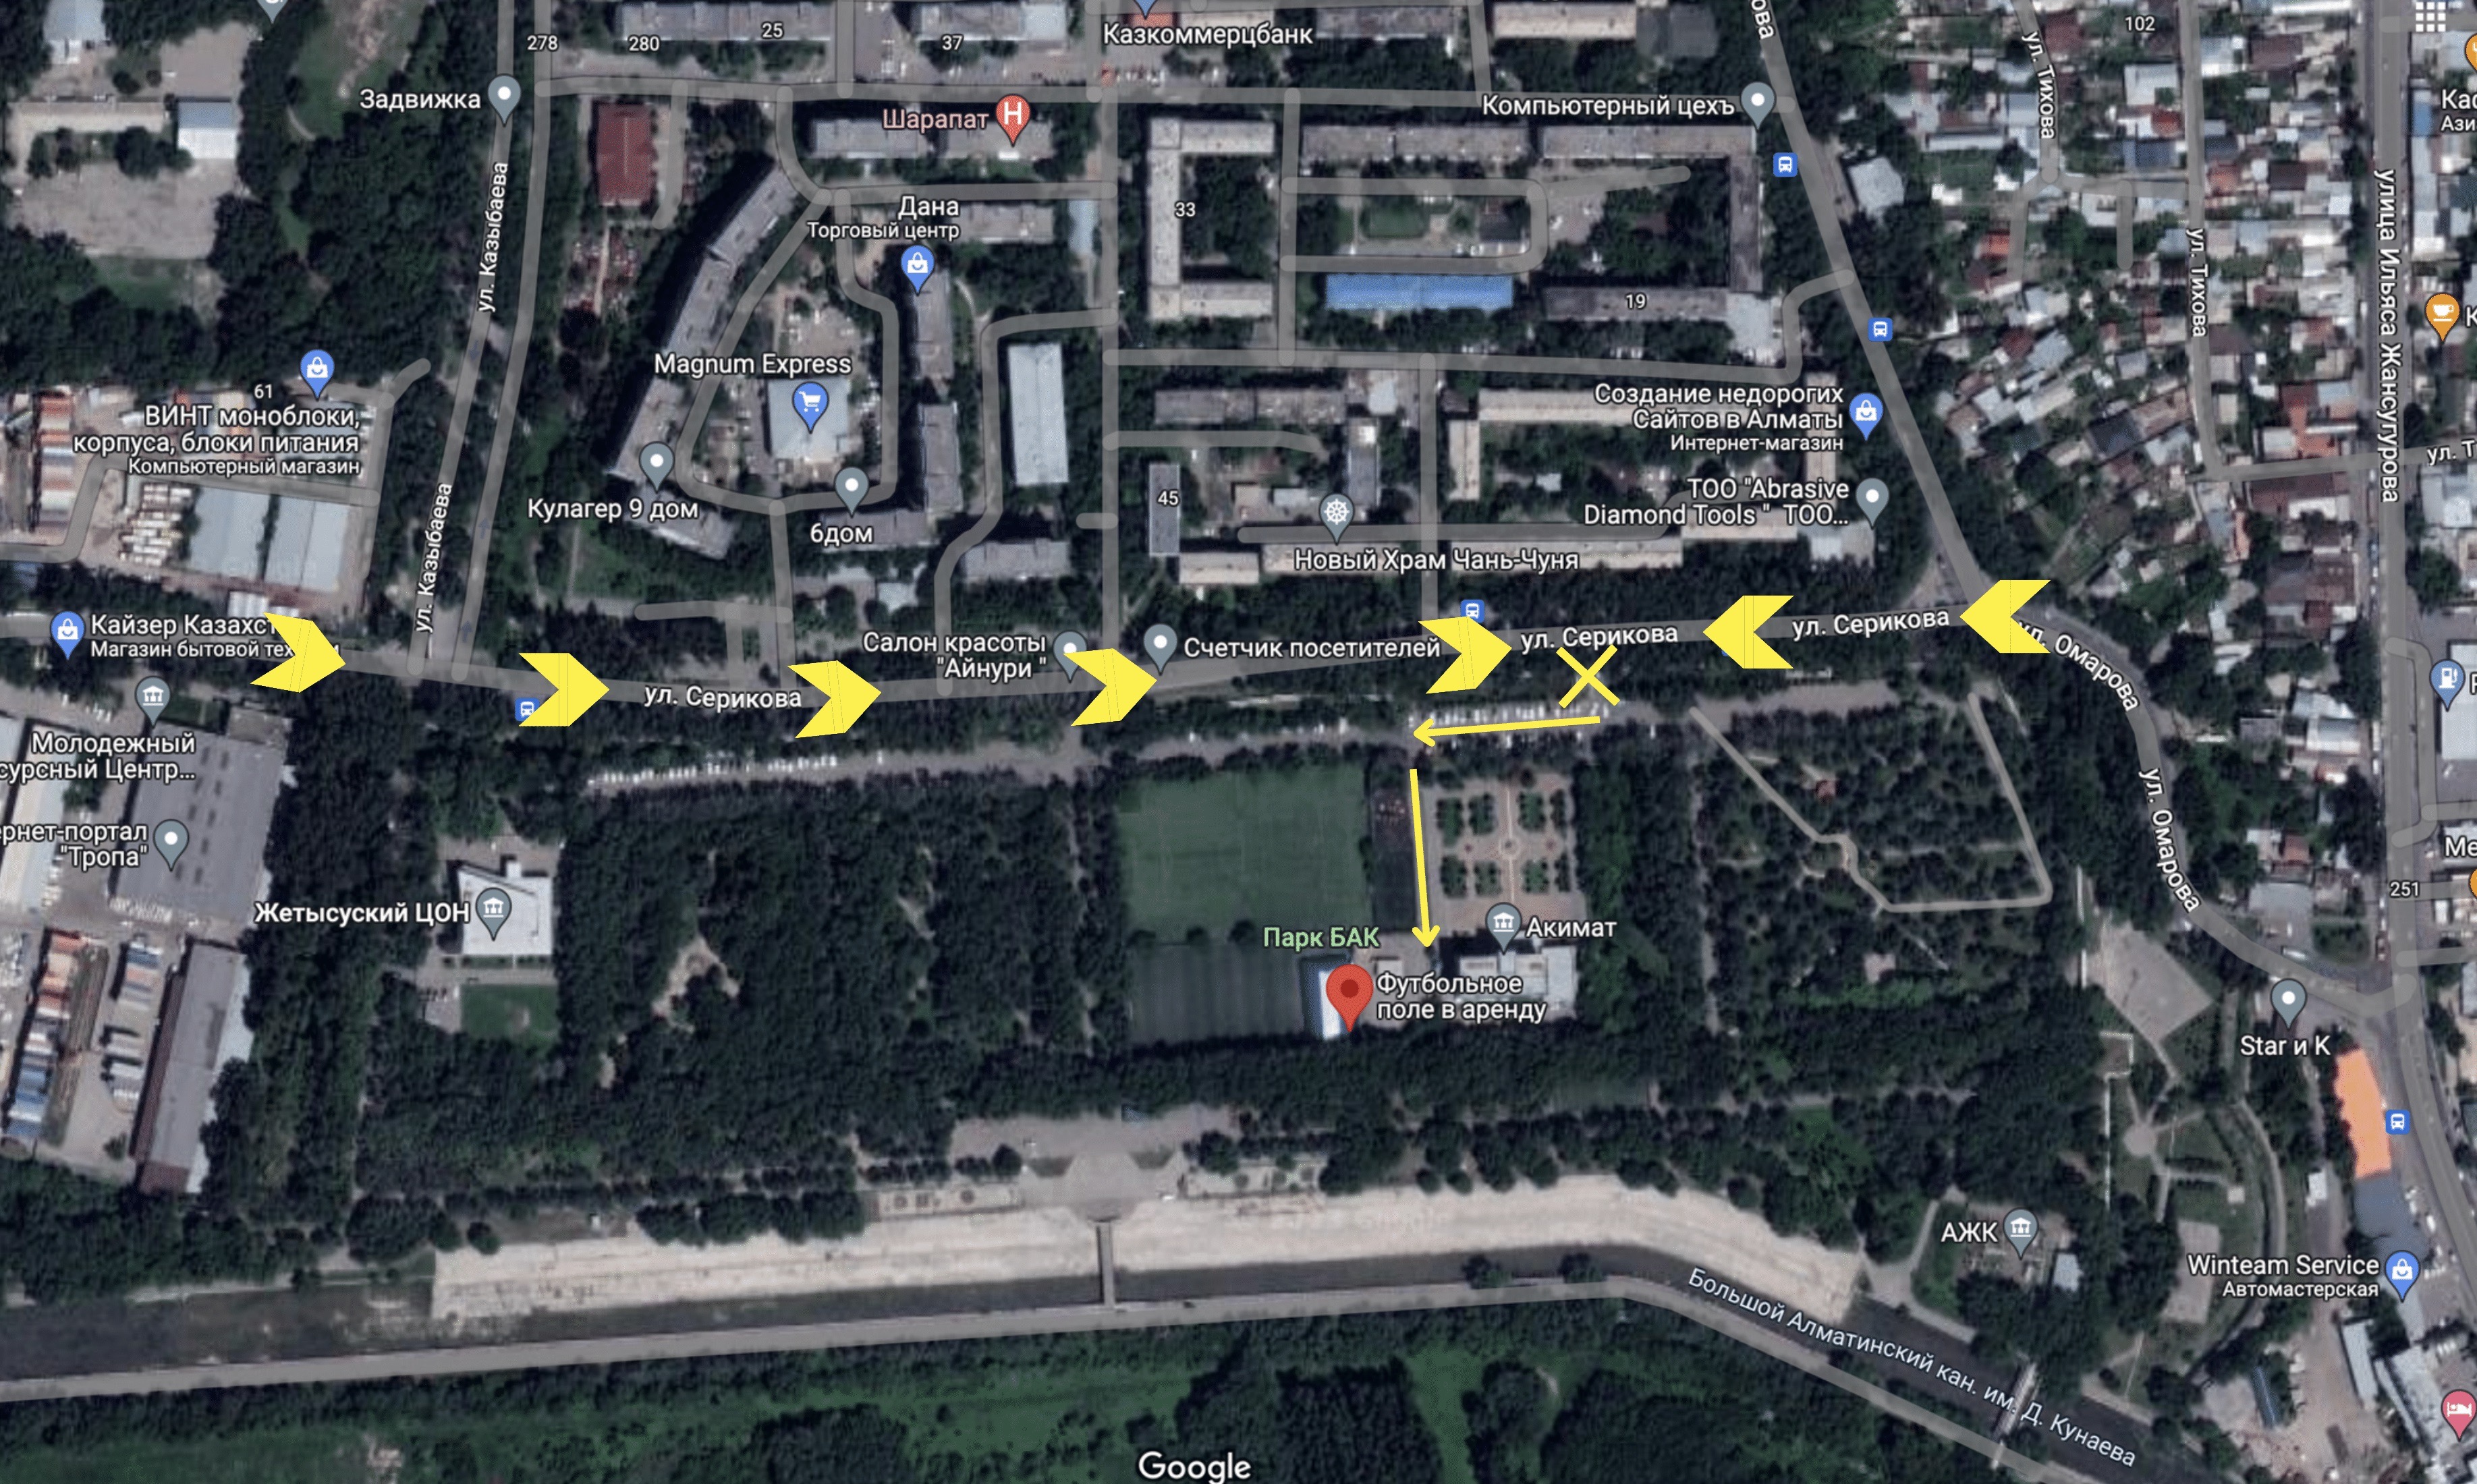 278
280
25
37
Казкоммерцбанк
102
ова
Задвижка
Шарапат
H
Компьютерный цехъ
ул. Тихова
ул. Казыбаева
33
Дана
Торговый центр
ул. Тихова
улица Ильяса Жансугурова
19
Magnum Express
61
ВИНТ моноблоки,
корпуса, блоки питания
Компьютерный магазин
Создание недорогих
Сайтов в Алматы
Интернет-магазин
ул. Казыбаева
Кулагер 9 дом
6дом
45
ТОО "Abrasive
Diamond Tools " ТОО...
Новый Храм Чань-Чуня
Кайзер Казахст
Магазин бытовой тех
Салон красоты
"Айнури "
Счетчик посетителей
ул. Серикова
ул. Серикова
ул. Омарова
ул. Серикова
Молодежный
сурсный Центр...
ул. Омарова
рнет-портал
"Тропа"
251
Жетысуский ЦОН
Парк БАК
Акимат
Футбольное
поле в аренду
Star и K
АЖК
Winteam Service
Автомастерская
Большой Алматинский кан. им. Д. Кунаева
Google